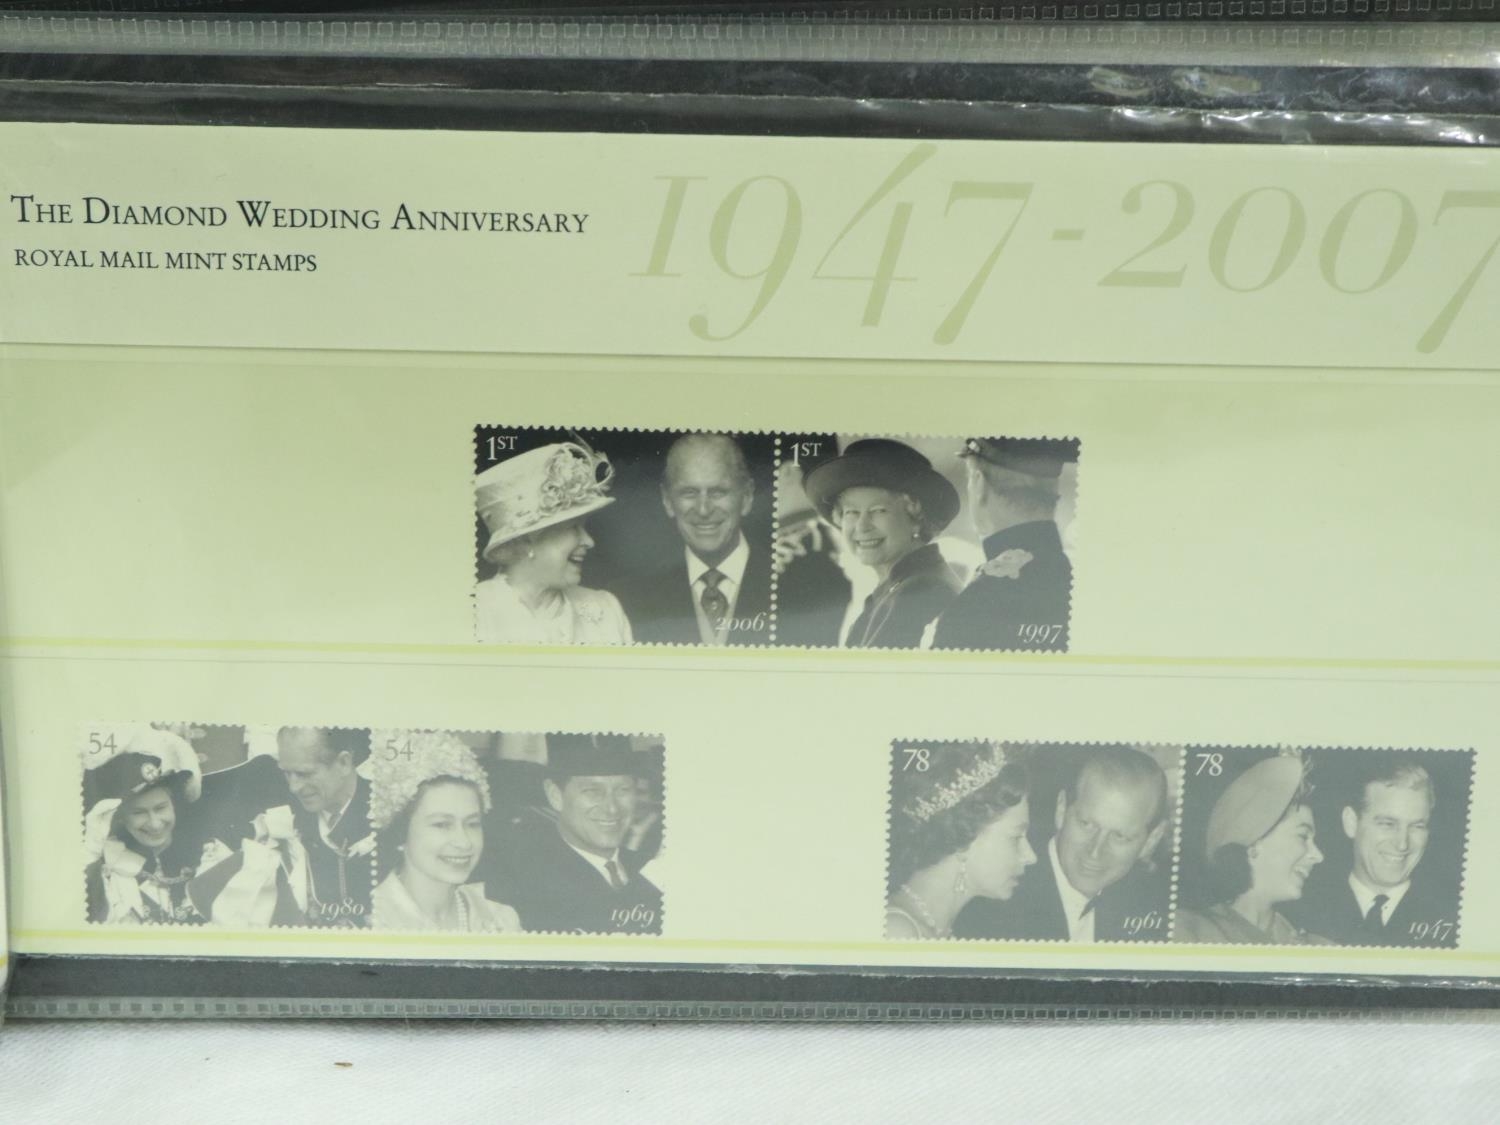 THE DIAMOND WEDDING ANNIVERSARY
ROYAL MAIL MINT STAMPS
1947-2007
1ST
2006
1ST
1997
54
1980
54
1969
78
1961
78
1947